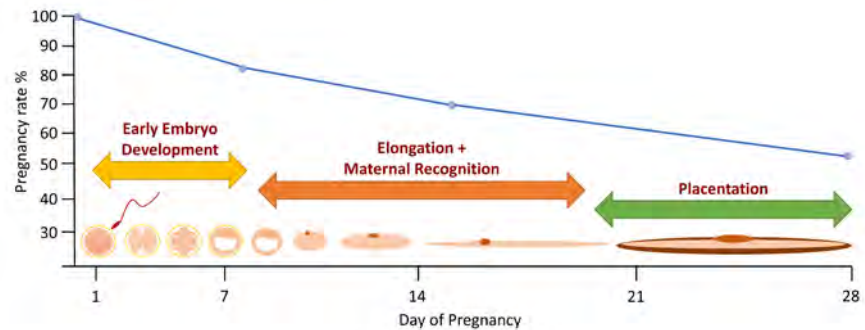 100
90
80
70
60
50
40
30
Pregnancy rate %
Early Embryo
Development
Elongation +
Maternal Recognition
Placentation
1
7
14
21
28
Day of Pregnancy